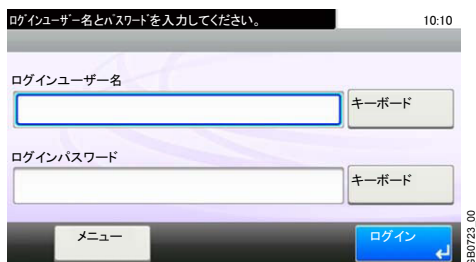 ﾛｸﾞｲﾝﾕｰｻﾞｰ名とﾊﾟｽﾜｰﾄﾞを入力してください。 10:10
ログインユーザー名
キーボード
ログインパスワード
キーボード
メニュー
ログイン
GB0723_00